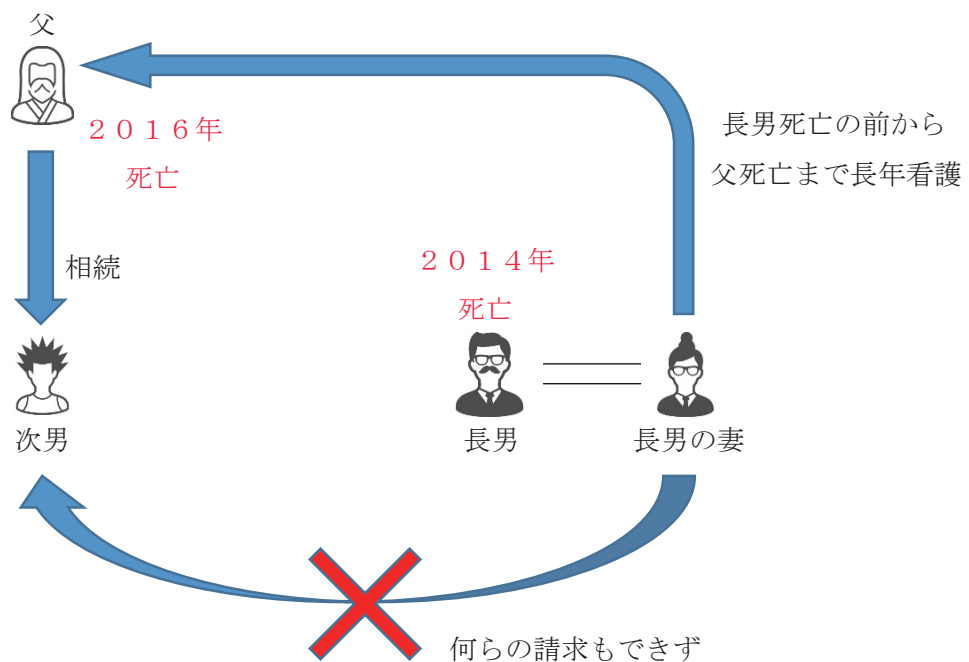 父
２０１６年
死亡
長男死亡の前から
父死亡まで長年看護
相続
２０１４年
死亡
次男
長男
長男の妻
何らの請求もできず